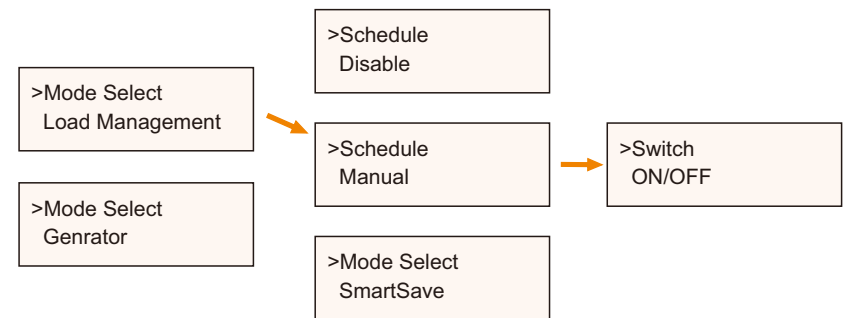 >Mode Select
Load Management
>Mode Select
Genrator
>Schedule
Disable
>Schedule
Manual
>Mode Select
SmartSave
>Switch
ON/OFF